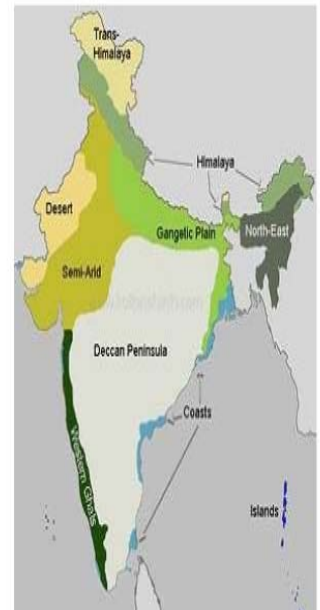 Trans-
Himalaya
Himalaya
Desert
Gangetic Plain
North-East
Semi-Arid
Deccan Peninsula
Coasts
Western Ghats
Islands